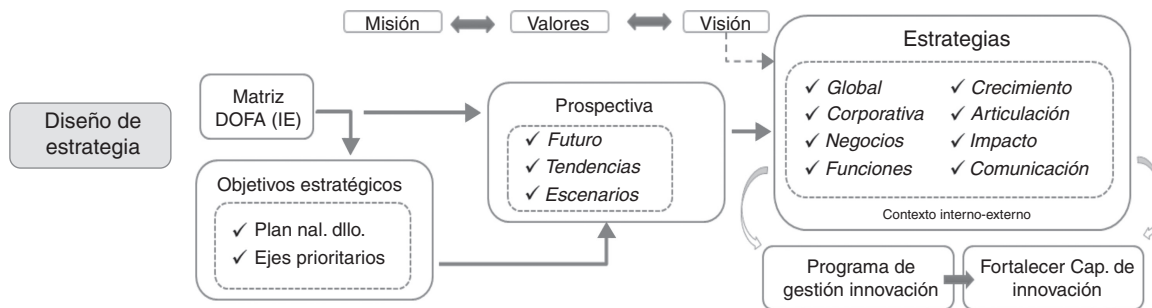 Misión
Valores
Visión
Diseño de
estrategia
Matriz
DOFA (IE)
Objetivos estratégicos
✓ Plan nal. dllo.
✓ Ejes prioritarios
Prospectiva
✓ Futuro
✓ Tendencias
✓ Escenarios
Estrategias
✓ Global
✓ Corporativa
✓ Negocios
✓ Funciones
✓ Crecimiento
✓ Articulación
✓ Impacto
✓ Comunicación
Contexto interno-externo
Programa de
gestión innovación
Fortalecer Cap. de
innovación